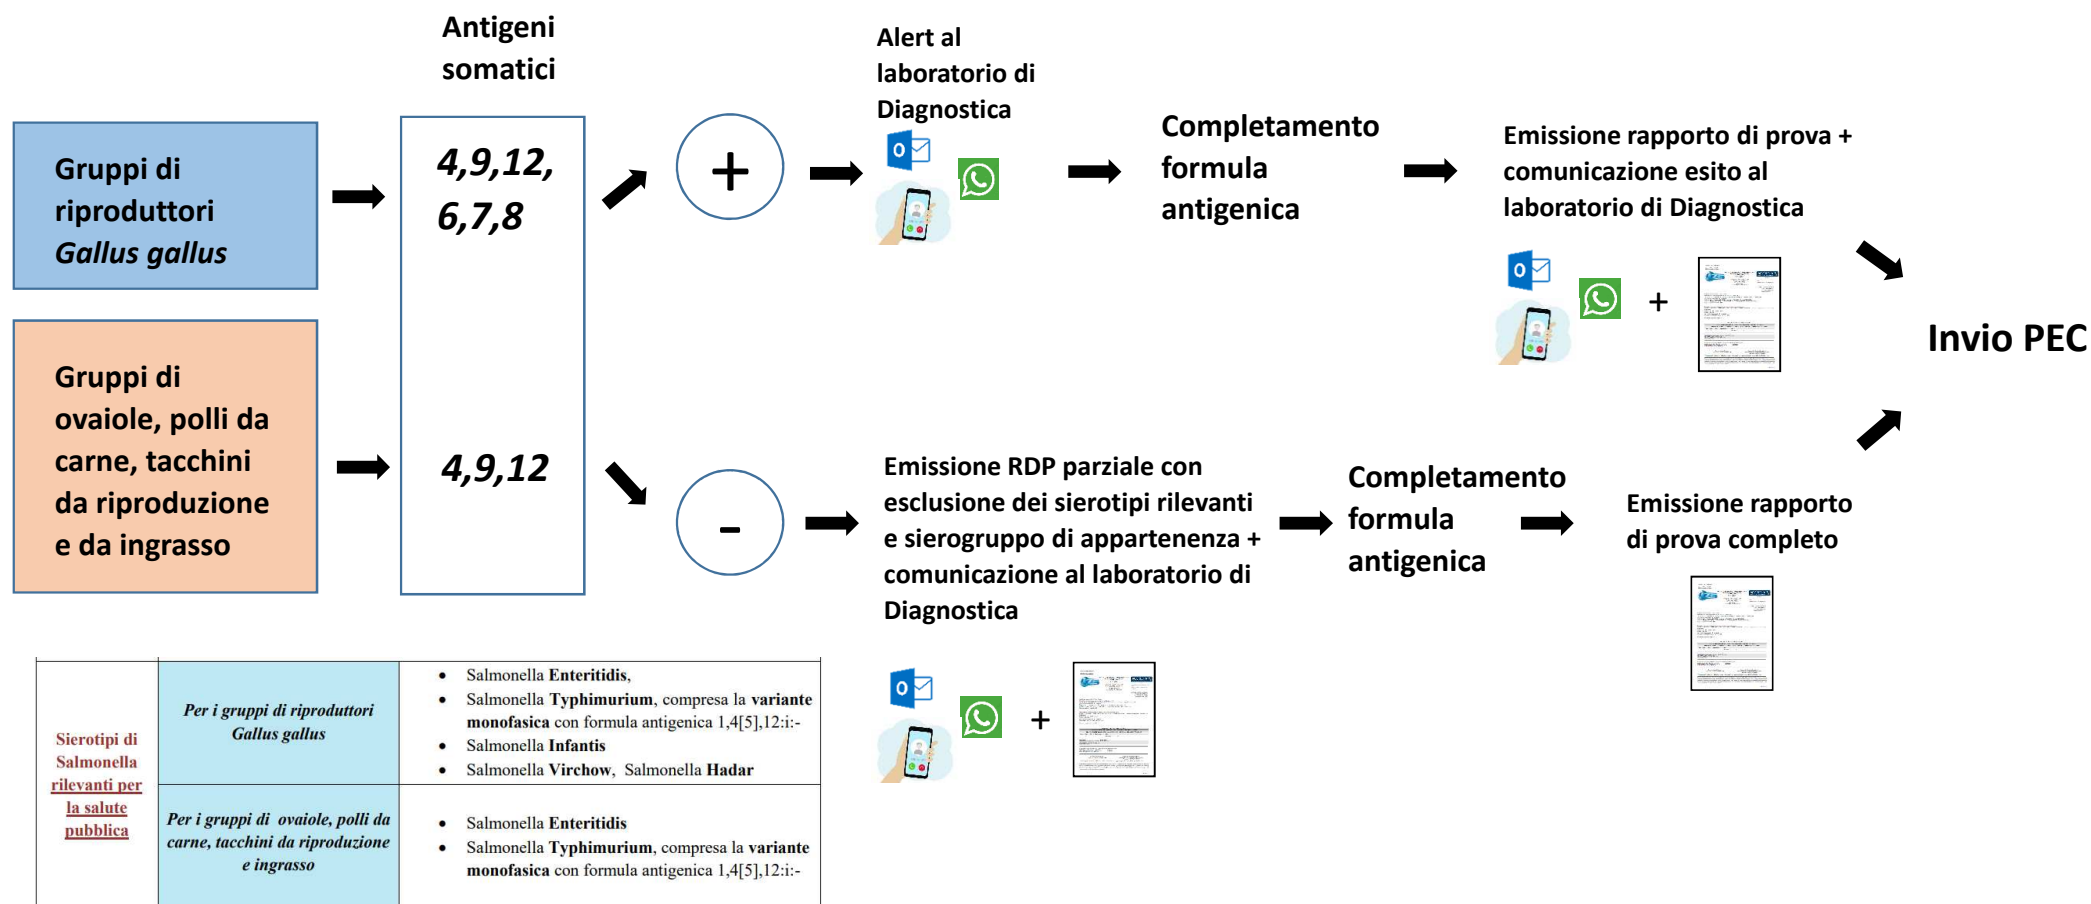 Antigeni
somatici
Alert al
laboratorio di
Diagnostica
Gruppi di
riproduttori
Gallus gallus
4,9,12,
6,7,8
+
Completamento
formula
antigenica
Emissione rapporto di prova +
comunicazione esito al
laboratorio di Diagnostica
+
Invio PEC
Gruppi di
ovaiole, polli da
carne, tacchini
da riproduzione
e da ingrasso
4,9,12
-
Emissione RDP parziale con
esclusione dei sierotipi rilevanti
e sierogruppo di appartenenza +
comunicazione al laboratorio di
Diagnostica
+
Completamento
formula
antigenica
Emissione rapporto
di prova completo
Sierotipi di
Salmonella
rilevanti per
la salute
pubblica
Per i gruppi di riproduttori
Gallus gallus
• Salmonella Enteritidis,
• Salmonella Typhimurium, compresa la variante
monofasica con formula antigenica 1,4[5],12:i:-
• Salmonella Infantis
• Salmonella Virchow, Salmonella Hadar
Per i gruppi di ovaiole, polli da
carne, tacchini da riproduzione
e ingrasso
• Salmonella Enteritidis
• Salmonella Typhimurium, compresa la variante
monofasica con formula antigenica 1,4[5],12:i:-